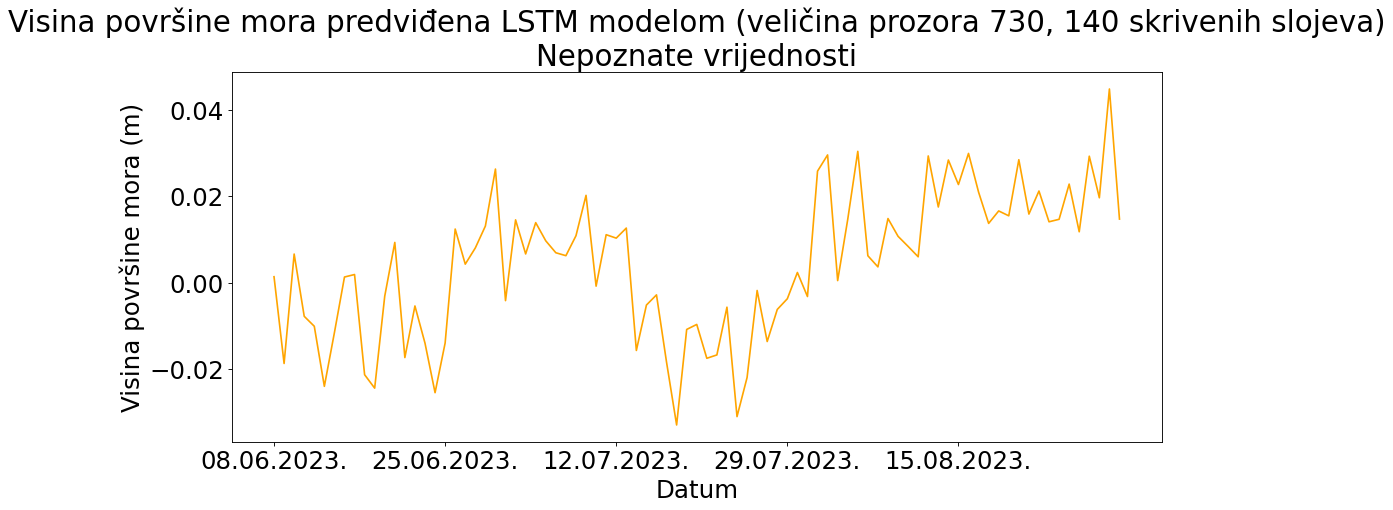 Visina površine mora predviđena LSTM modelom (veličina prozora 730, 140 skrivenih slojeva)
Nepoznate vrijednosti
Visina površine mora (m)
0.04
0.02
0.00
−0.02
08.06.2023.
25.06.2023.
12.07.2023.
29.07.2023.
15.08.2023.
Datum